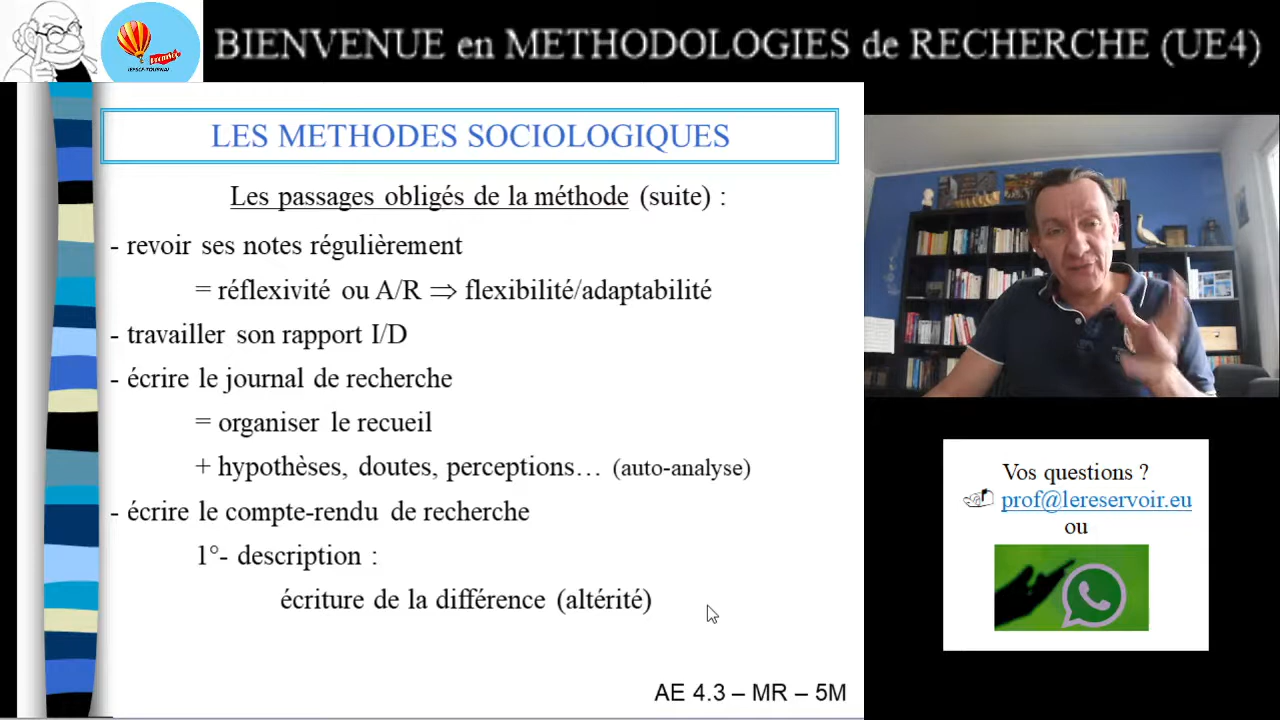 BIENVENUE en METHODOLOGIES de RECHERCHE (UE4)
IEPSCF-TOURNAI
LES METHODES SOCIOLOGIQUES
Les passages obligés de la méthode (suite) :
- revoir ses notes régulièrement
= réflexivité ou A/R ⇒ flexibilité/adaptabilité
- travailler son rapport I/D
- écrire le journal de recherche
= organiser le recueil
+ hypothèses, doutes, perceptions… (auto-analyse)
- écrire le compte-rendu de recherche
1°- description :
écriture de la différence (altérité)
AE 4.3 – MR – 5M
Vos questions ?
prof@lereservoir.eu
ou